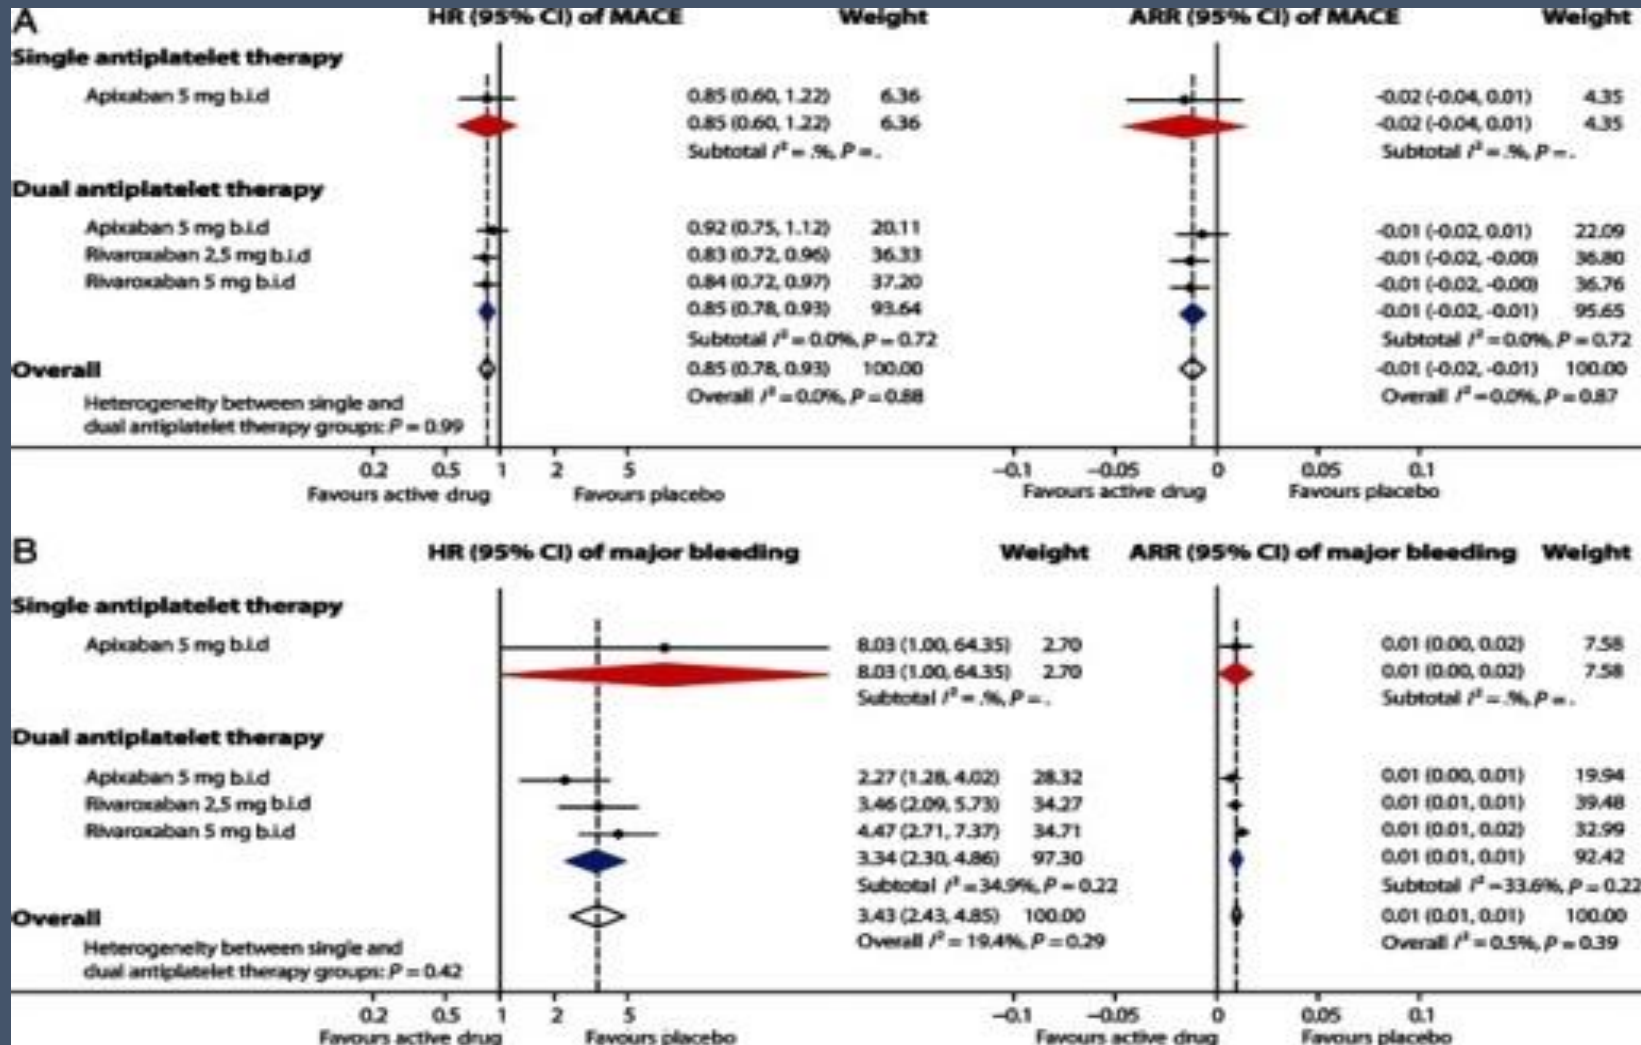 A
HR (95% CI) of MACE Weight ARR (95% CI) of MACE Weight
Single antiplatelet therapy
Apixaban 5 mg b.i.d 0.85 (0.60, 1.22) 6.36 -0.02 (-0.04, 0.01) 4.35
0.85 (0.60, 1.22) 6.36 -0.02 (-0.04, 0.01) 4.35
Subtotal I² = .%, P = . Subtotal I² = .%, P = .
Dual antiplatelet therapy
Apixaban 5 mg b.i.d 0.92 (0.75, 1.12) 20.11 -0.01 (-0.02, 0.01) 22.09
Rivaroxaban 2,5 mg b.i.d 0.83 (0.72, 0.96) 36.33 -0.01 (-0.02, -0.00) 36.80
Rivaroxaban 5 mg b.i.d 0.84 (0.72, 0.97) 37.20 -0.01 (-0.02, -0.00) 36.76
0.85 (0.78, 0.93) 93.64 -0.01 (-0.02, -0.01) 95.65
Subtotal I² = 0.0%, P = 0.72 Subtotal I² = 0.0%, P = 0.72
Overall 0.85 (0.78, 0.93) 100.00 -0.01 (-0.02, -0.01) 100.00
Overall I² = 0.0%, P = 0.88 Overall I² = 0.0%, P = 0.87
Heterogeneity between single and
dual antiplatelet therapy groups: P = 0.99
0.2 0.5 1 2 5 -0.1 -0.05 0 0.05 0.1
Favours active drug Favours placebo Favours active drug Favours placebo
B
HR (95% CI) of major bleeding Weight ARR (95% CI) of major bleeding Weight
Single antiplatelet therapy
Apixaban 5 mg b.i.d 8.03 (1.00, 64.35) 2.70 0.01 (0.00, 0.02) 7.58
8.03 (1.00, 64.35) 2.70 0.01 (0.00, 0.02) 7.58
Subtotal I² = .%, P = . Subtotal I² = .%, P = .
Dual antiplatelet therapy
Apixaban 5 mg b.i.d 2.27 (1.28, 4.02) 28.32 0.01 (0.00, 0.01) 19.94
Rivaroxaban 2,5 mg b.i.d 3.46 (2.09, 5.73) 34.27 0.01 (0.01, 0.01) 39.48
Rivaroxaban 5 mg b.i.d 4.47 (2.71, 7.37) 34.71 0.01 (0.01, 0.02) 32.99
3.34 (2.30, 4.86) 97.30 0.01 (0.01, 0.01) 92.42
Subtotal I² = 34.9%, P = 0.22 Subtotal I² = 33.6%, P = 0.22
Overall 3.43 (2.43, 4.85) 100.00 0.01 (0.01, 0.01) 100.00
Overall I² = 19.4%, P = 0.29 Overall I² = 0.5%, P = 0.39
Heterogeneity between single and
dual antiplatelet therapy groups: P = 0.42
0.2 0.5 1 2 5 -0.1 -0.05 0 0.05 0.1
Favours active drug Favours placebo Favours active drug Favours placebo